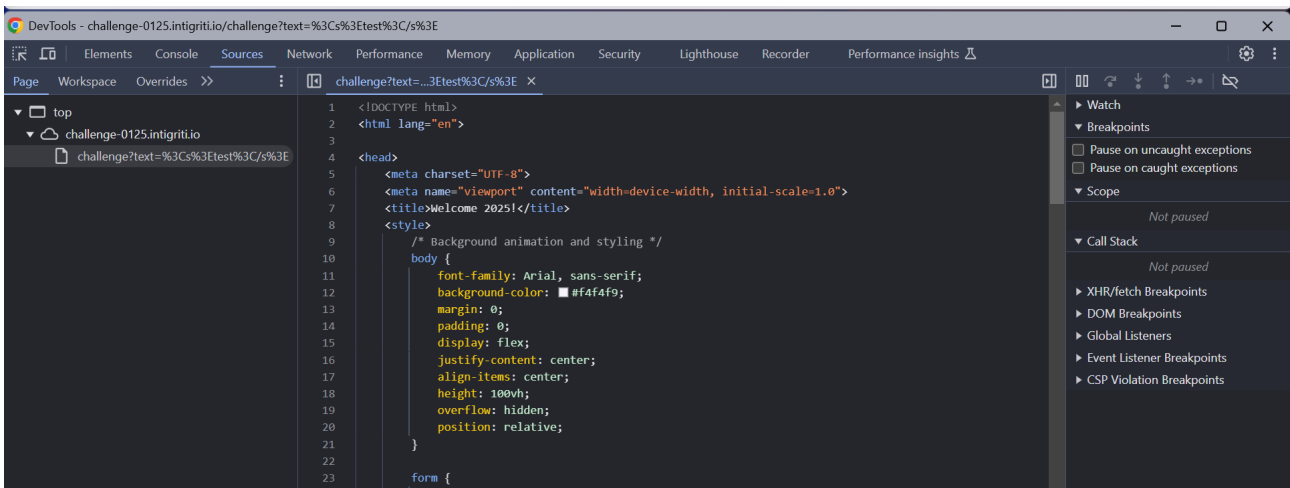 DevTools - challenge-0125.intigriti.io/challenge?text=%3Cs%3Etest%3C/s%3E
Elements Console Sources Network Performance Memory Application Security Lighthouse Recorder Performance insights
Page Workspace Overrides >> challenge?text=...3Etest%3C/s%3E ×
top
challenge-0125.intigriti.io
challenge?text=%3Cs%3Etest%3C/s%3E
1 <!DOCTYPE html>
2 <html lang="en">
3
4 <head>
5 <meta charset="UTF-8">
6 <meta name="viewport" content="width=device-width, initial-scale=1.0">
7 <title>Welcome 2025!</title>
8 <style>
9 /* Background animation and styling */
10 body {
11 font-family: Arial, sans-serif;
12 background-color: #f4f4f9;
13 margin: 0;
14 padding: 0;
15 display: flex;
16 justify-content: center;
17 align-items: center;
18 height: 100vh;
19 overflow: hidden;
20 position: relative;
21 }
22
23 form {
Watch
Breakpoints
Pause on uncaught exceptions
Pause on caught exceptions
Scope
Not paused
Call Stack
Not paused
XHR/fetch Breakpoints
DOM Breakpoints
Global Listeners
Event Listener Breakpoints
CSP Violation Breakpoints